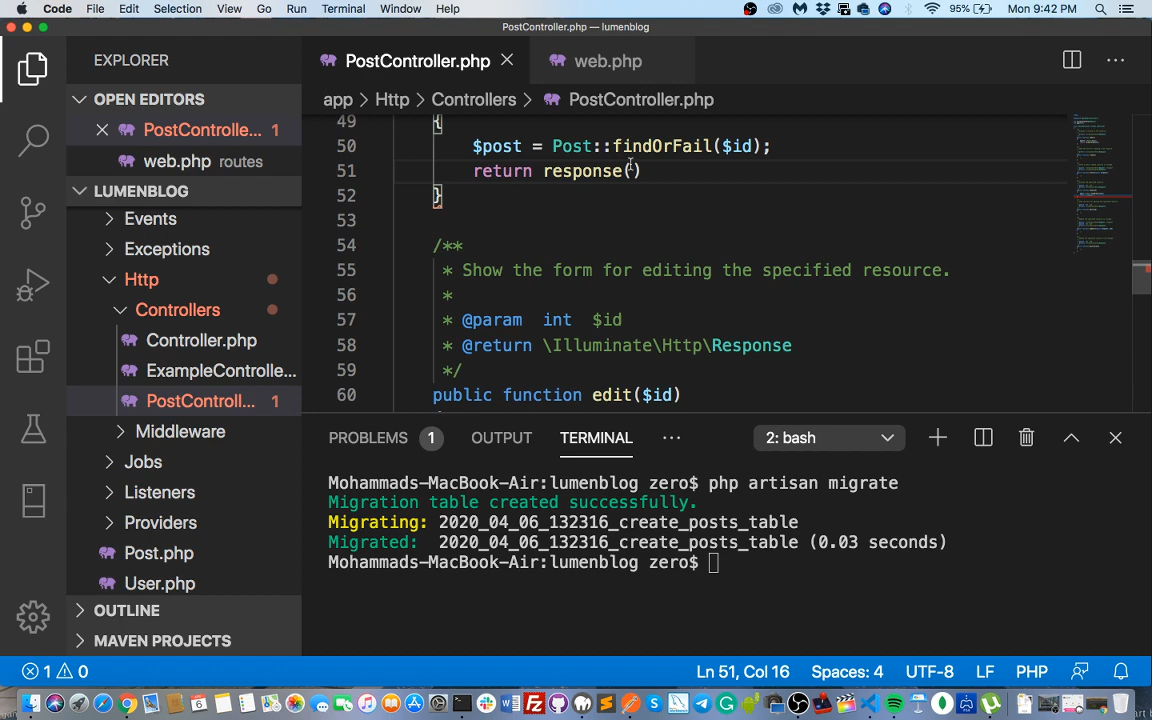 Code File Edit Selection View Go Run Terminal Window Help 95% Mon 9:42 PM
PostController.php — lumenblog
EXPLORER
PostController.php
web.php
OPEN EDITORS
PostControlle... 1
web.php routes
LUMENBLOG
Events
Exceptions
Http
Controllers
Controller.php
ExampleControlle...
PostControll... 1
Middleware
Jobs
Listeners
Providers
Post.php
User.php
OUTLINE
MAVEN PROJECTS
app Http Controllers PostController.php
49 {
50 $post = Post::findOrFail($id);
51 return response()
52 }
53
54 /**
55 * Show the form for editing the specified resource.
56 *
57 * @param int $id
58 * @return \Illuminate\Http\Response
59 */
60 public function edit($id)
PROBLEMS 1 OUTPUT TERMINAL ... 2: bash
Mohammads-MacBook-Air:lumenblog zero$ php artisan migrate
Migration table created successfully.
Migrating: 2020_04_06_132316_create_posts_table
Migrated: 2020_04_06_132316_create_posts_table (0.03 seconds)
Mohammads-MacBook-Air:lumenblog zero$
1 0 Ln 51, Col 16 Spaces: 4 UTF-8 LF PHP